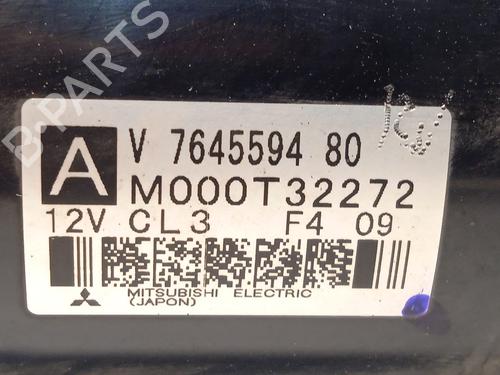 B-PARTS
A
V 7645594 80
M000T32272
12V CL3 F4 09
MITSUBISHI ELECTRIC
(JAPON)